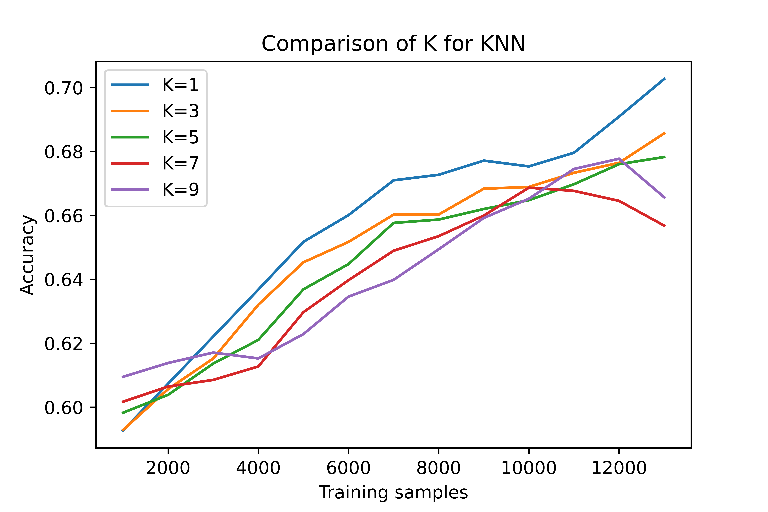 Comparison of K for KNN
K=1
K=3
K=5
K=7
K=9
Accuracy
0.70
0.68
0.66
0.64
0.62
0.60
2000 4000 6000 8000 10000 12000
Training samples